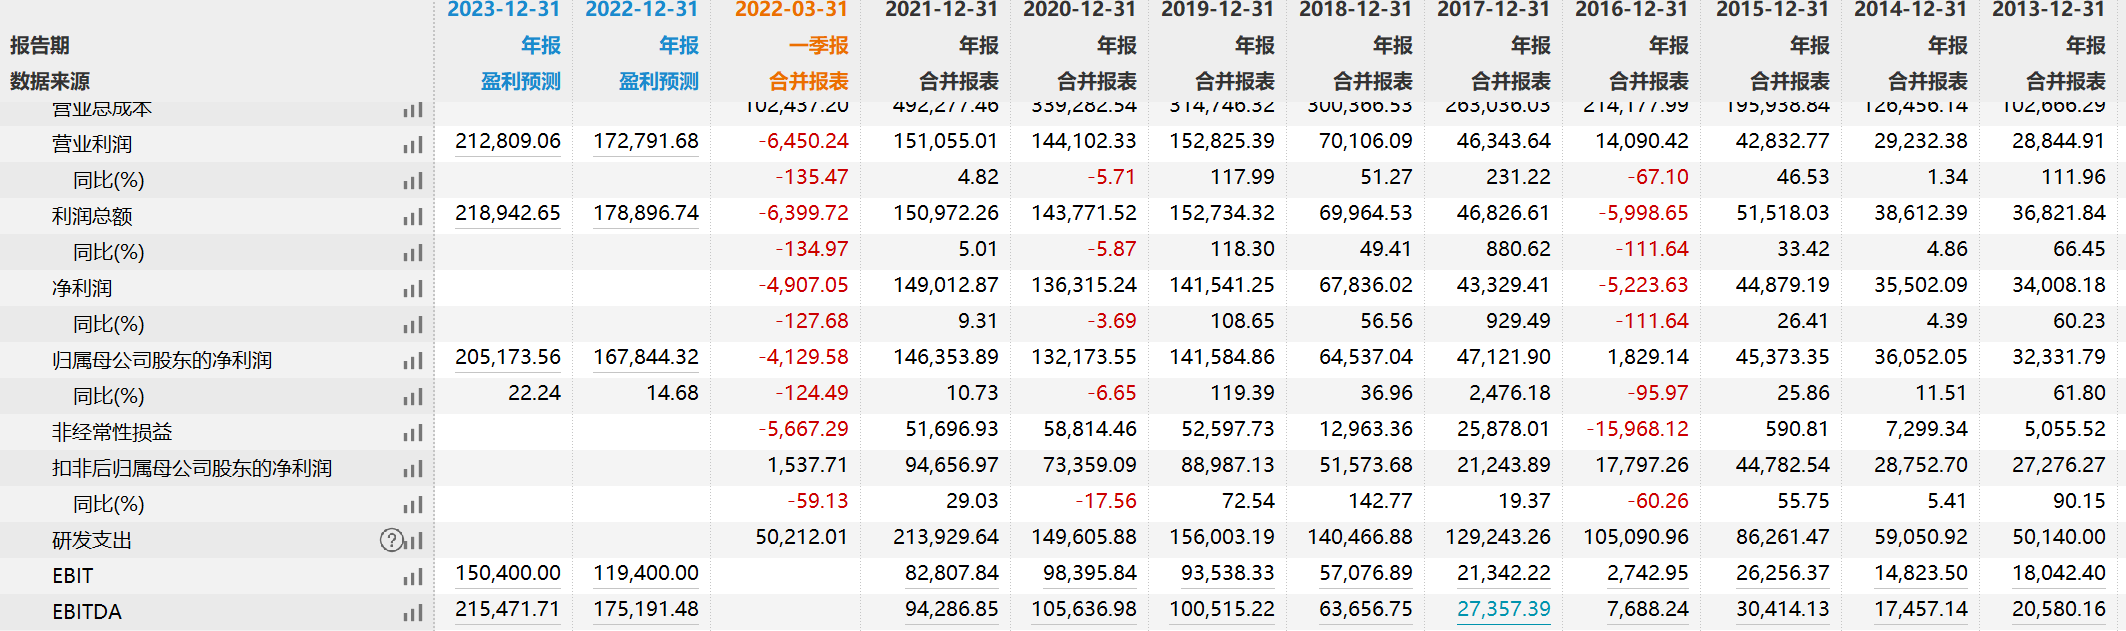 2023-12-31 2022-12-31 2022-03-31 2021-12-31 2020-12-31 2019-12-31 2018-12-31 2017-12-31 2016-12-31 2015-12-31 2014-12-31 2013-12-31
报告期 年报 年报 一季报 年报 年报 年报 年报 年报 年报 年报 年报 年报
数据来源 盈利预测 盈利预测 合并报表 合并报表 合并报表 合并报表 合并报表 合并报表 合并报表 合并报表 合并报表 合并报表
营业总成本 102,437.20 492,277.46 339,282.54 314,746.32 300,366.53 263,036.03 214,177.99 195,938.84 126,456.14 102,666.29
营业利润 212,809.06 172,791.68 -6,450.24 151,055.01 144,102.33 152,825.39 70,106.09 46,343.64 14,090.42 42,832.77 29,232.38 28,844.91
同比(%) -135.47 4.82 -5.71 117.99 51.27 231.22 -67.10 46.53 1.34 111.96
利润总额 218,942.65 178,896.74 -6,399.72 150,972.26 143,771.52 152,734.32 69,964.53 46,826.61 -5,998.65 51,518.03 38,612.39 36,821.84
同比(%) -134.97 5.01 -5.87 118.30 49.41 880.62 -111.64 33.42 4.86 66.45
净利润 -4,907.05 149,012.87 136,315.24 141,541.25 67,836.02 43,329.41 -5,223.63 44,879.19 35,502.09 34,008.18
同比(%) -127.68 9.31 -3.69 108.65 56.56 929.49 -111.64 26.41 4.39 60.23
归属母公司股东的净利润 205,173.56 167,844.32 -4,129.58 146,353.89 132,173.55 141,584.86 64,537.04 47,121.90 1,829.14 45,373.35 36,052.05 32,331.79
同比(%) 22.24 14.68 -124.49 10.73 -6.65 119.39 36.96 2,476.18 -95.97 25.86 11.51 61.80
非经常性损益 -5,667.29 51,696.93 58,814.46 52,597.73 12,963.36 25,878.01 -15,968.12 590.81 7,299.34 5,055.52
扣非后归属母公司股东的净利润 1,537.71 94,656.97 73,359.09 88,987.13 51,573.68 21,243.89 17,797.26 44,782.54 28,752.70 27,276.27
同比(%) -59.13 29.03 -17.56 72.54 142.77 19.37 -60.26 55.75 5.41 90.15
研发支出 ? 50,212.01 213,929.64 149,605.88 156,003.19 140,466.88 129,243.26 105,090.96 86,261.47 59,050.92 50,140.00
EBIT 150,400.00 119,400.00 82,807.84 98,395.84 93,538.33 57,076.89 21,342.22 2,742.95 26,256.37 14,823.50 18,042.40
EBITDA 215,471.71 175,191.48 94,286.85 105,636.98 100,515.22 63,656.75 27,357.39 7,688.24 30,414.13 17,457.14 20,580.16